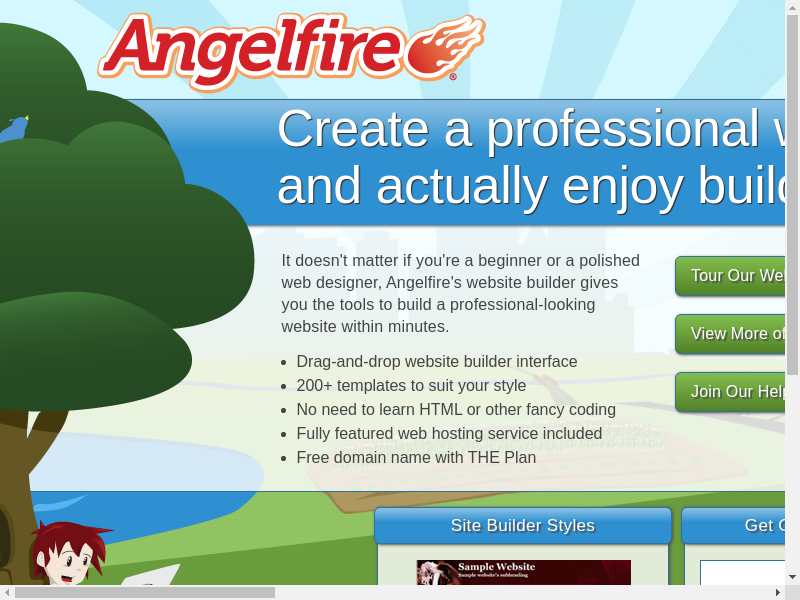 Angelfire®
Create a professional
and actually enjoy
It doesn't matter if you're a beginner or a polished
web designer, Angelfire's website builder gives
you the tools to build a professional-looking
website within minutes.
Tour Our
View More of
Join Our
• Drag-and-drop website builder interface
• 200+ templates to suit your style
• No need to learn HTML or other fancy coding
• Fully featured web hosting service included
• Free domain name with THE Plan
Site Builder Styles
Get
Sample Website
Sample website's subheading